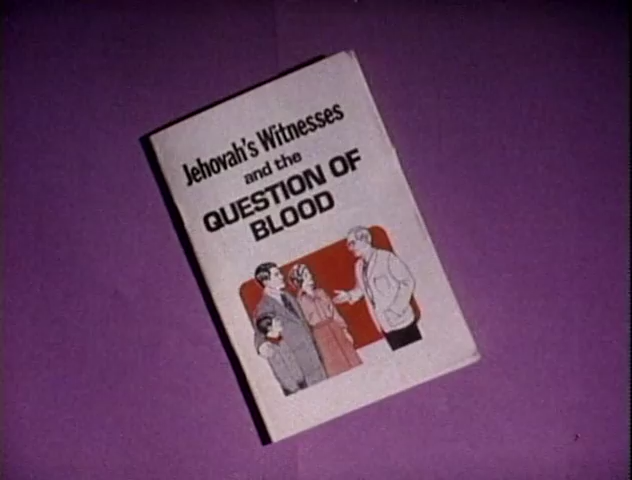 Jehovah's Witnesses
and the
QUESTION OF
BLOOD